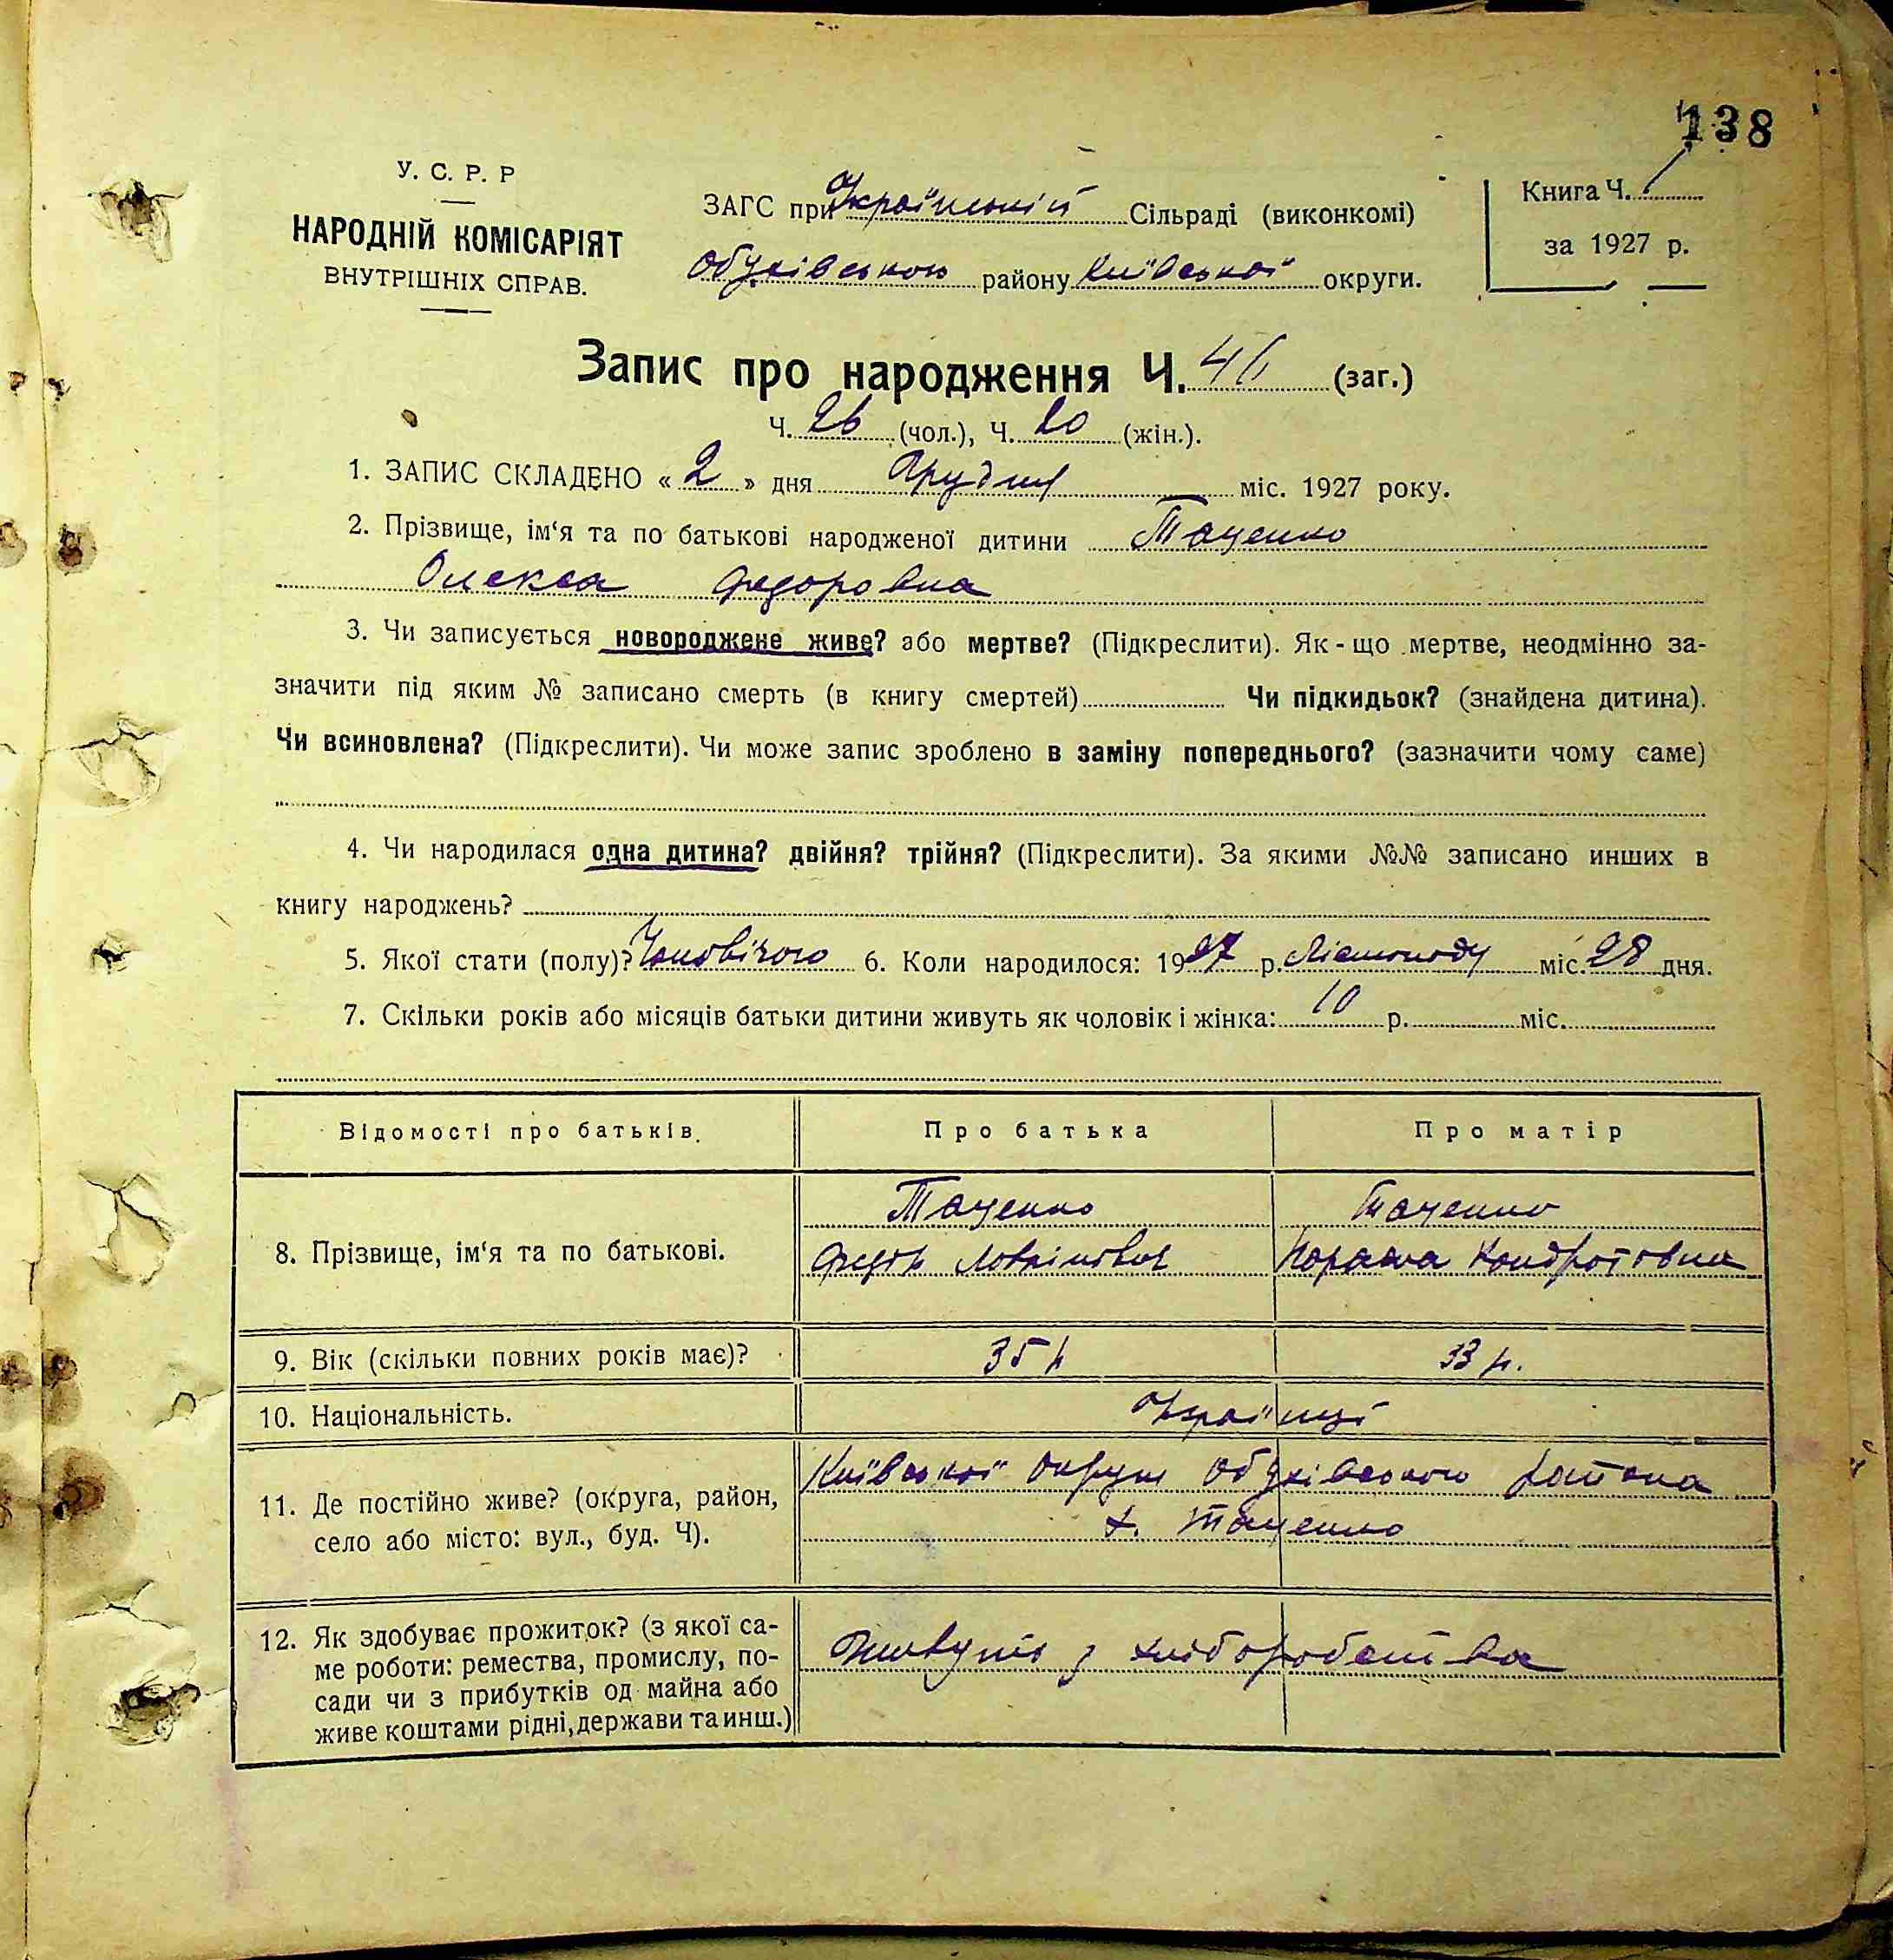 138
У. С. Р. Р
НАРОДНІЙ КОМІСАРІЯТ
ВНУТРІШНІХ СПРАВ.
ЗАГС при Українській Сільраді (виконкомі)
Обухівського району Київської округи.
Книга Ч.
за 1927 р.
Запис про народження Ч. 46 (заг.)
Ч. 26 (чол.), Ч. 20 (жін.).
1. ЗАПИС СКЛАДЕНО « 2 » дня Грудня міс. 1927 року.
2. Прізвище, ім‘я та по батькові народженої дитини Таценко
Олекса Федоровна
3. Чи записується новороджене живе? або мертве? (Підкреслити). Як-що мертве, неодмінно за-
значити під яким № записано смерть (в книгу смертей) Чи підкидьок? (знайдена дитина).
Чи всиновлена? (Підкреслити). Чи може запис зроблено в заміну попереднього? (зазначити чому саме)
4. Чи народилася одна дитина? двійня? трійня? (Підкреслити). За якими №№ записано инших в
книгу народжень?
5. Якої стати (полу)? Чоловічого 6. Коли народилося: 1927 р. Лістопаду міс. 28 дня.
7. Скільки років або місяців батьки дитини живуть як чоловік і жінка: 10 р. міс.
Відомості про батьків. Про батька Про матір
Таценко Таценко
8. Прізвище, ім‘я та по батькові.
Федір Кондратовна
9. Вік (скільки повних років має)? 35 р 33 р.
10. Національність. Українці
Київської округи Обухівського району
11. Де постійно живе? (округа, район,
село або місто: вул., буд. Ч).
х. Таценко
12. Як здобуває прожиток? (з якої са-
ме роботи: ремества, промислу, по-
сади чи з прибутків од майна або
живе коштами рідні, держави та инш.)
Живуть з хліборобства